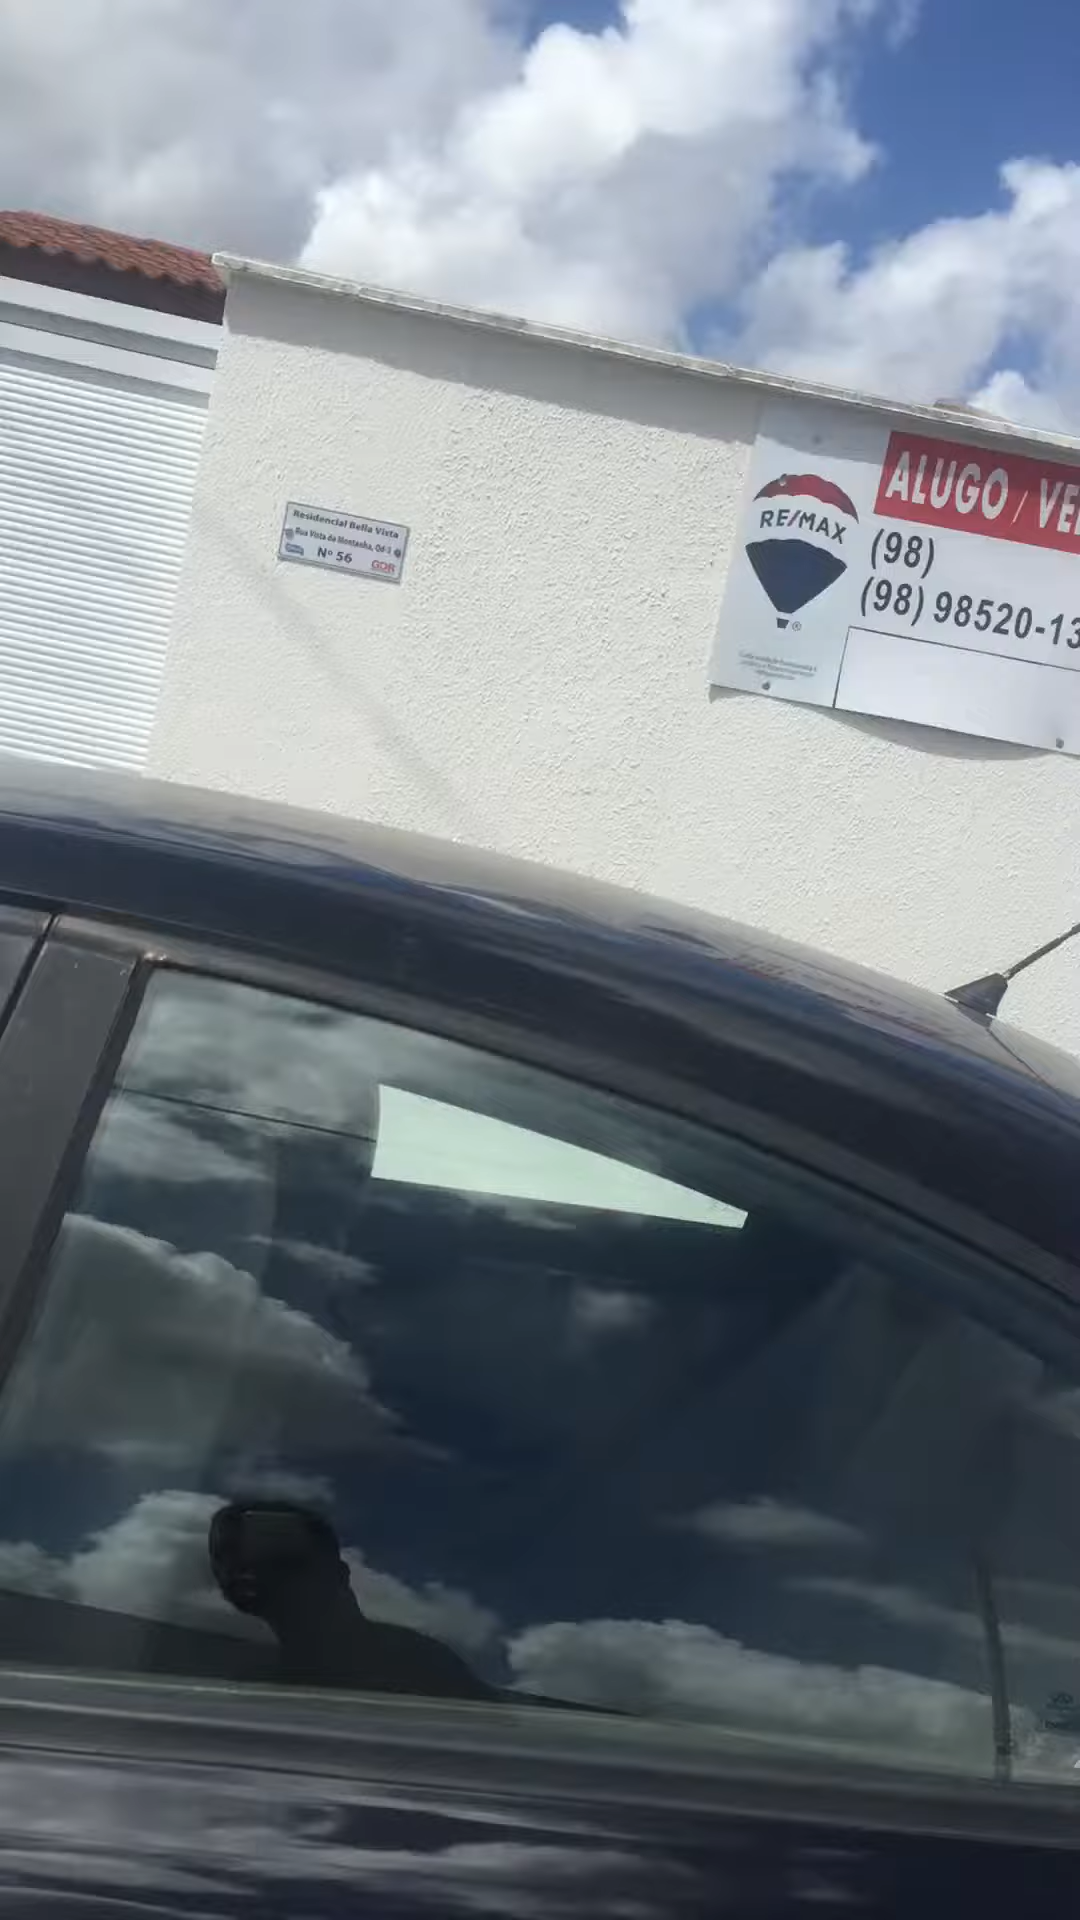 Residencial Bella Vista
Rua Vista da Montanha, Qd-3
Nº 56
GDR
RE/MAX
®
ALUGO / VE
(98)
(98) 98520-13